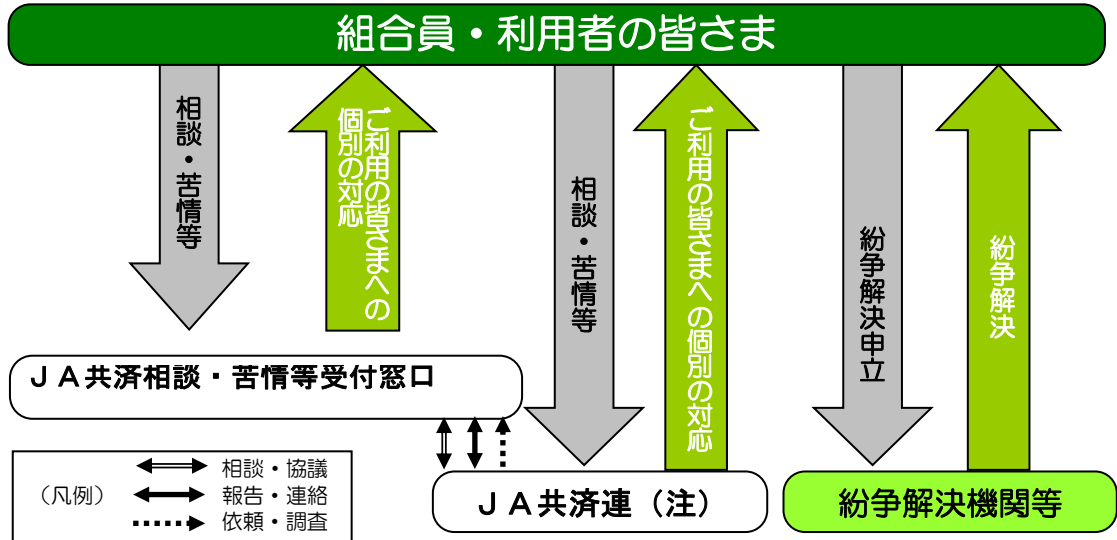 組合員・利用者の皆さま
相談・苦情等
ご利用の皆さまへの
個別の対応
相談・苦情等
ご利用の皆さまへの個別の対応
紛争解決申立
紛争解決
JA共済相談・苦情等受付窓口
(凡例)
相談・協議
報告・連絡
依頼・調査
JA共済連(注)
紛争解決機関等